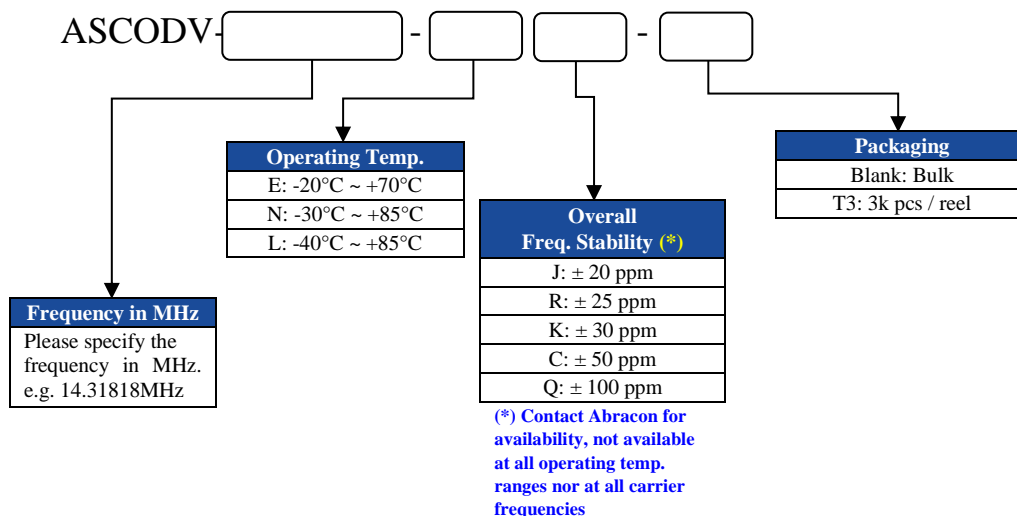 ASCODV- - -
Operating Temp.
E: -20°C ~ +70°C
N: -30°C ~ +85°C
L: -40°C ~ +85°C
Packaging
Blank: Bulk
T3: 3k pcs / reel
Overall
Freq. Stability (*)
J: ± 20 ppm
R: ± 25 ppm
K: ± 30 ppm
C: ± 50 ppm
Q: ± 100 ppm
Frequency in MHz
Please specify the
frequency in MHz.
e.g. 14.31818MHz
(*) Contact Abracon for
availability, not available
at all operating temp.
ranges nor at all carrier
frequencies